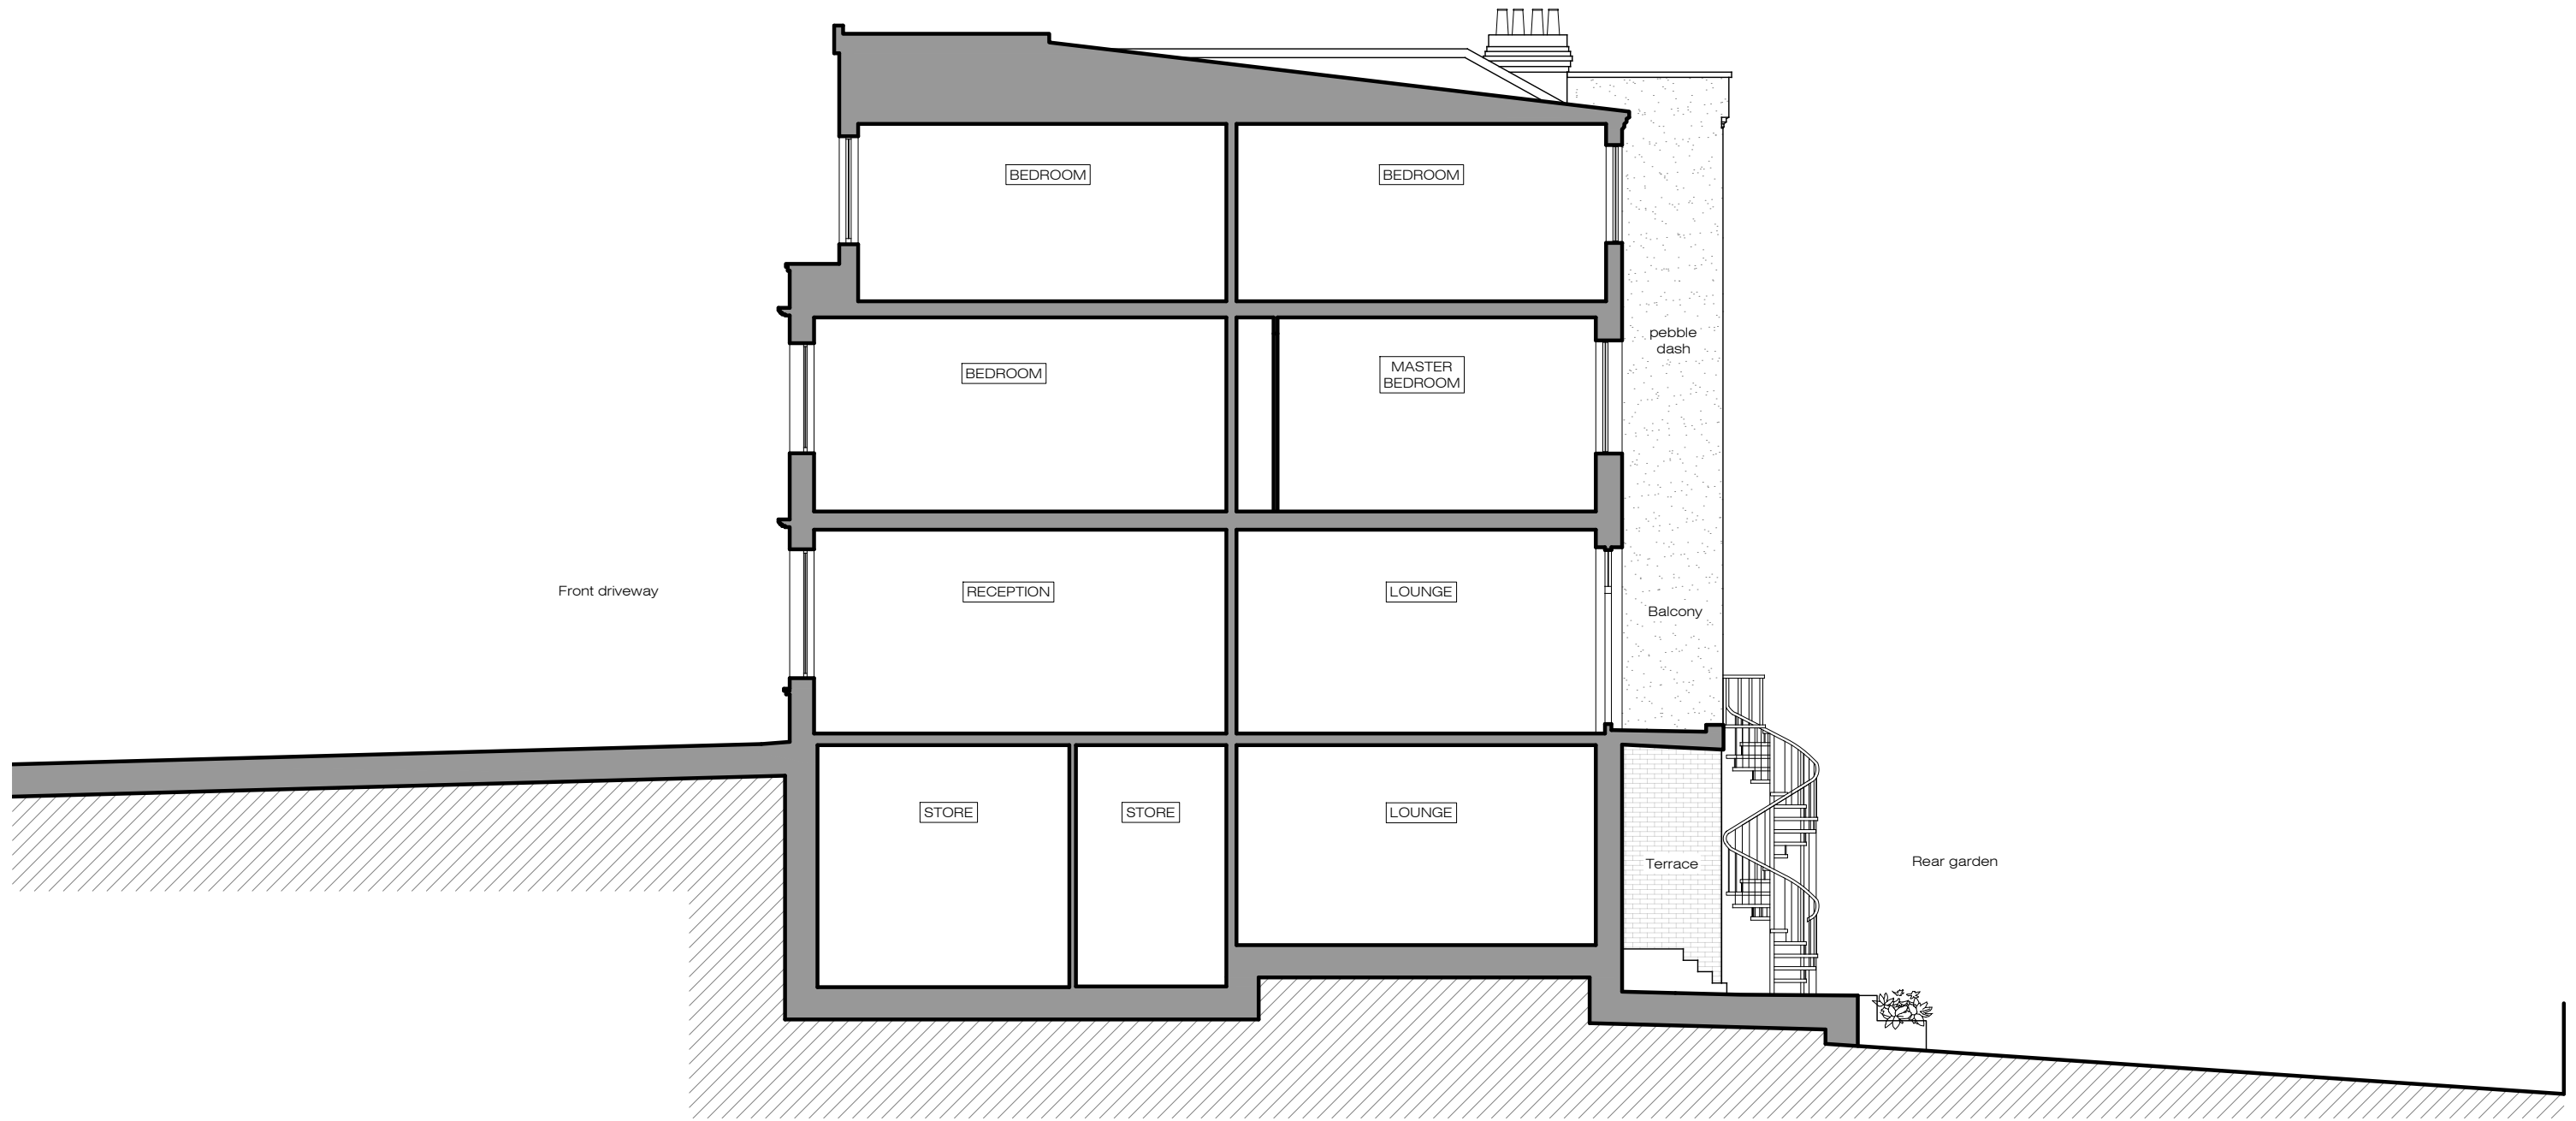 BEDROOM
BEDROOM
pebble
dash
BEDROOM
MASTER
BEDROOM
Front driveway
RECEPTION
LOUNGE
Balcony
STORE
STORE
LOUNGE
Terrace
Rear garden